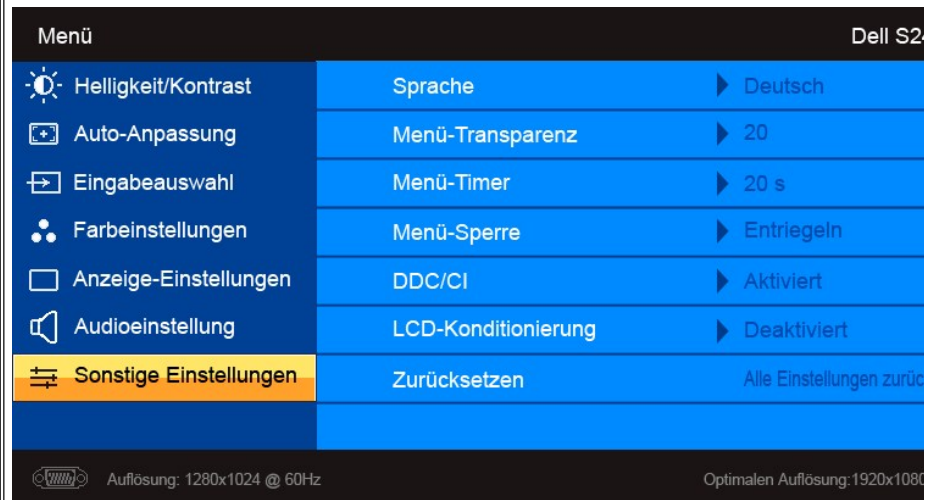 Menü Dell S24
Helligkeit/Kontrast Sprache Deutsch
Auto-Anpassung Menü-Transparenz 20
Eingabeauswahl Menü-Timer 20 s
Farbeinstellungen Menü-Sperre Entriegeln
Anzeige-Einstellungen DDC/CI Aktiviert
Audioeinstellung LCD-Konditionierung Deaktiviert
Sonstige Einstellungen Zurücksetzen Alle Einstellungen zurüc
Auflösung: 1280x1024 @ 60Hz Optimalen Auflösung:1920x1080